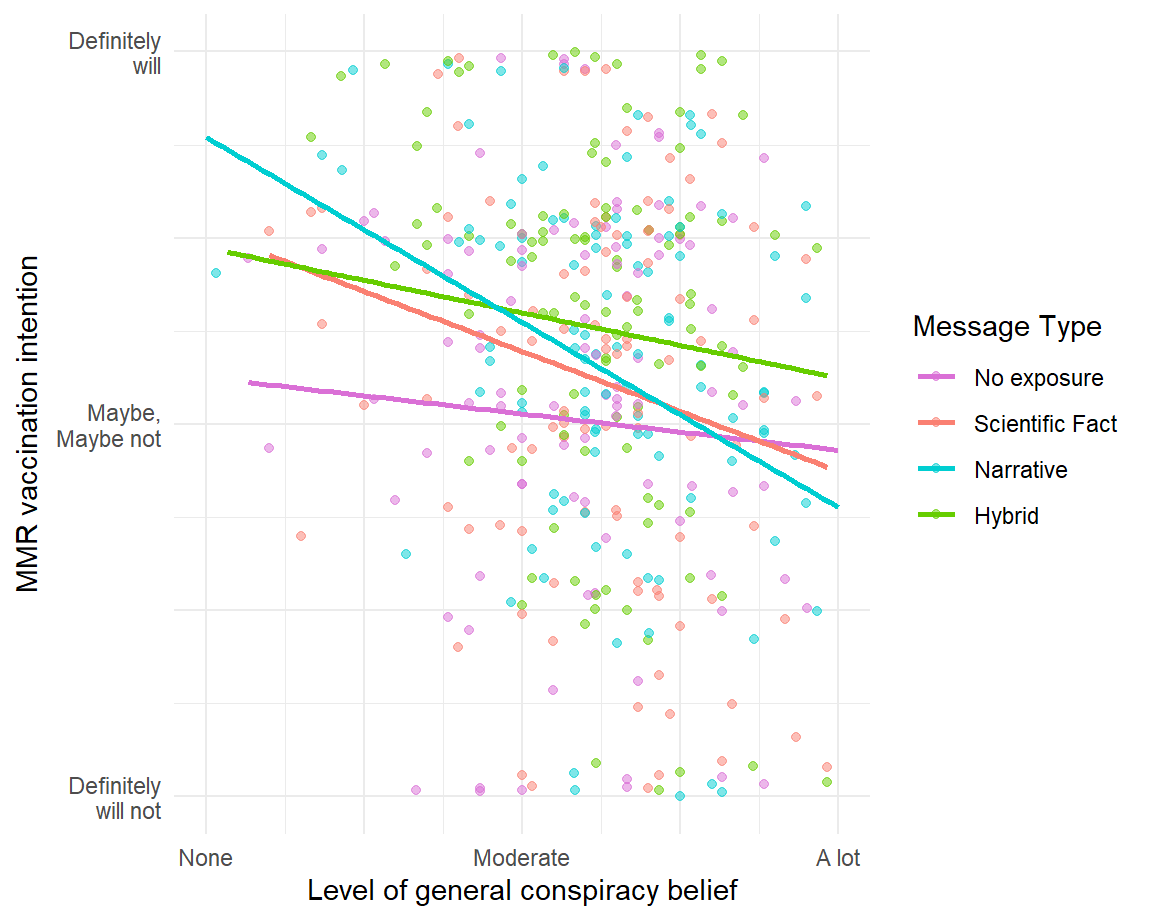 Definitely
will
Maybe,
Maybe not
Definitely
will not
MMR vaccination intention
None
Moderate
A lot
Level of general conspiracy belief
Message Type
No exposure
Scientific Fact
Narrative
Hybrid